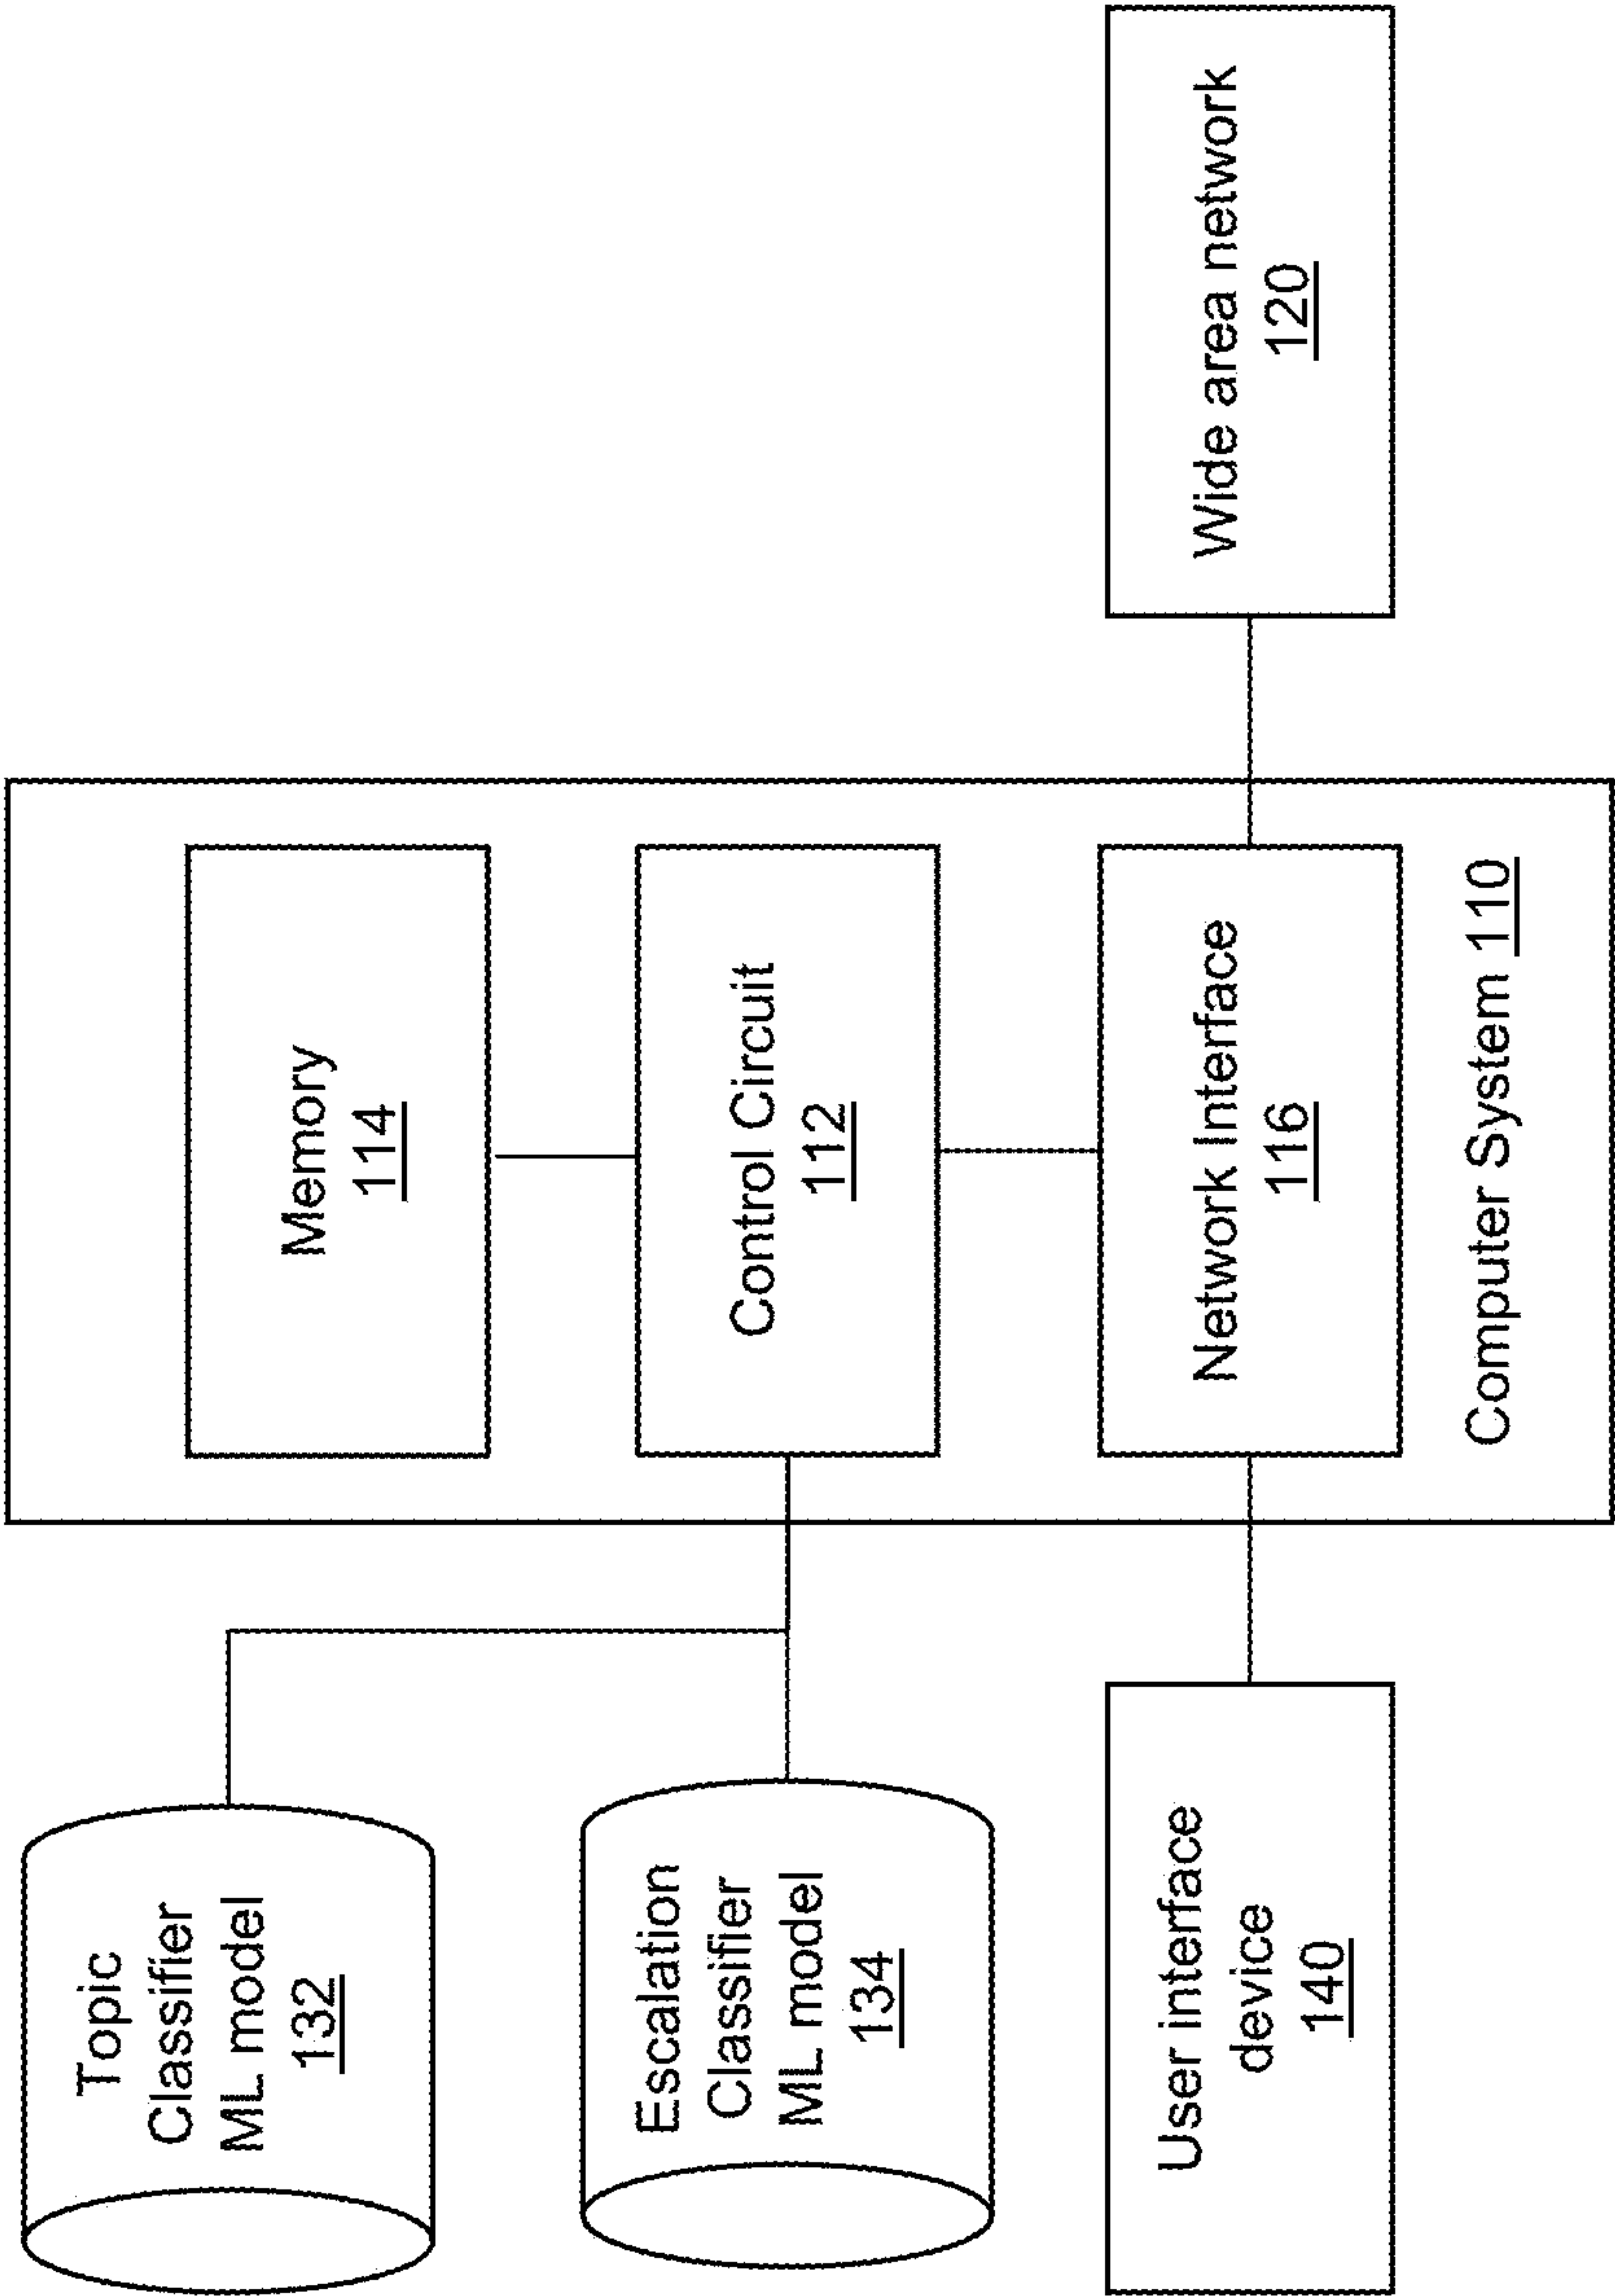 Topic
Classifier
ML model
132
Escalation
Classifier
ML model
134
User interface
device
140
Memory
114
Control Circuit
112
Network Interface
116
Computer System 110
Wide area network
120